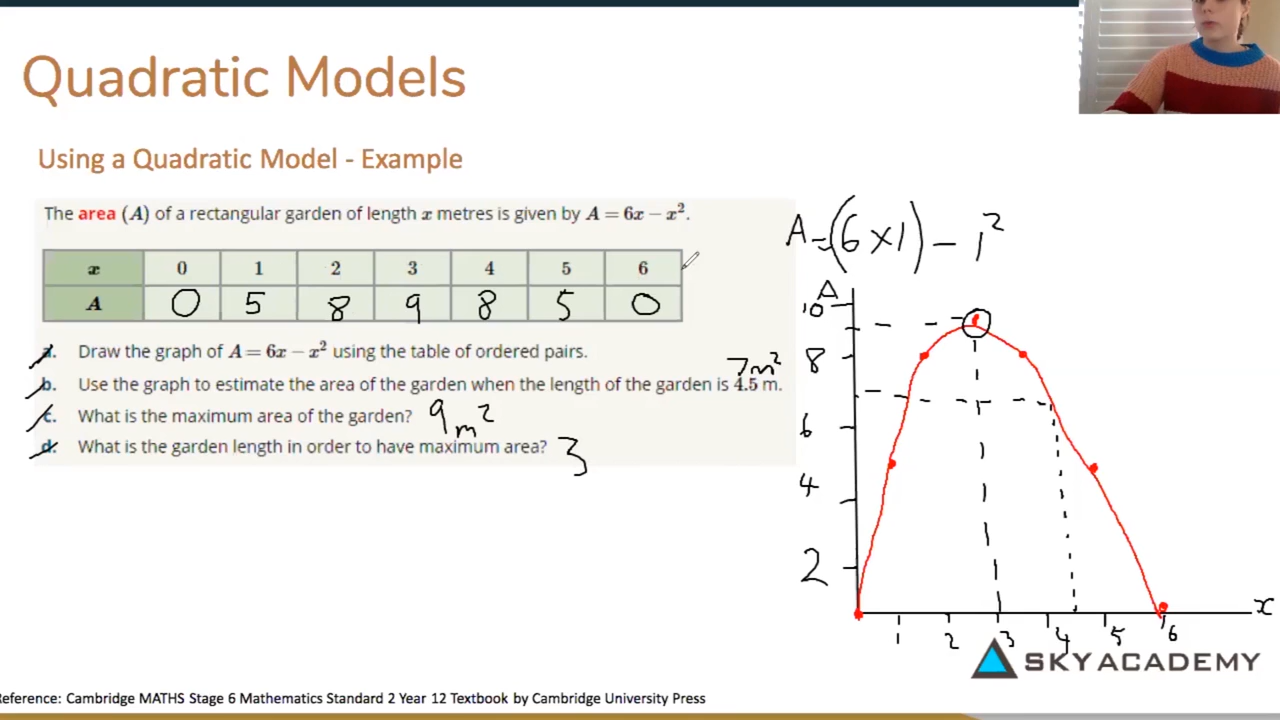 Quadratic Models
Using a Quadratic Model - Example
The area (A) of a rectangular garden of length x metres is given by A = 6x − x².
x 0 1 2 3 4 5 6
A 0 5 8 9 8 5 0
a. Draw the graph of A = 6x − x² using the table of ordered pairs.
7m²
b. Use the graph to estimate the area of the garden when the length of the garden is 4.5 m.
c. What is the maximum area of the garden? 9m²
d. What is the garden length in order to have maximum area? 3
A = (6 × 1) − 1²
A
10
8
6
4
2
x
1 2 3 4 5 6
SKY ACADEMY
Reference: Cambridge MATHS Stage 6 Mathematics Standard 2 Year 12 Textbook by Cambridge University Press